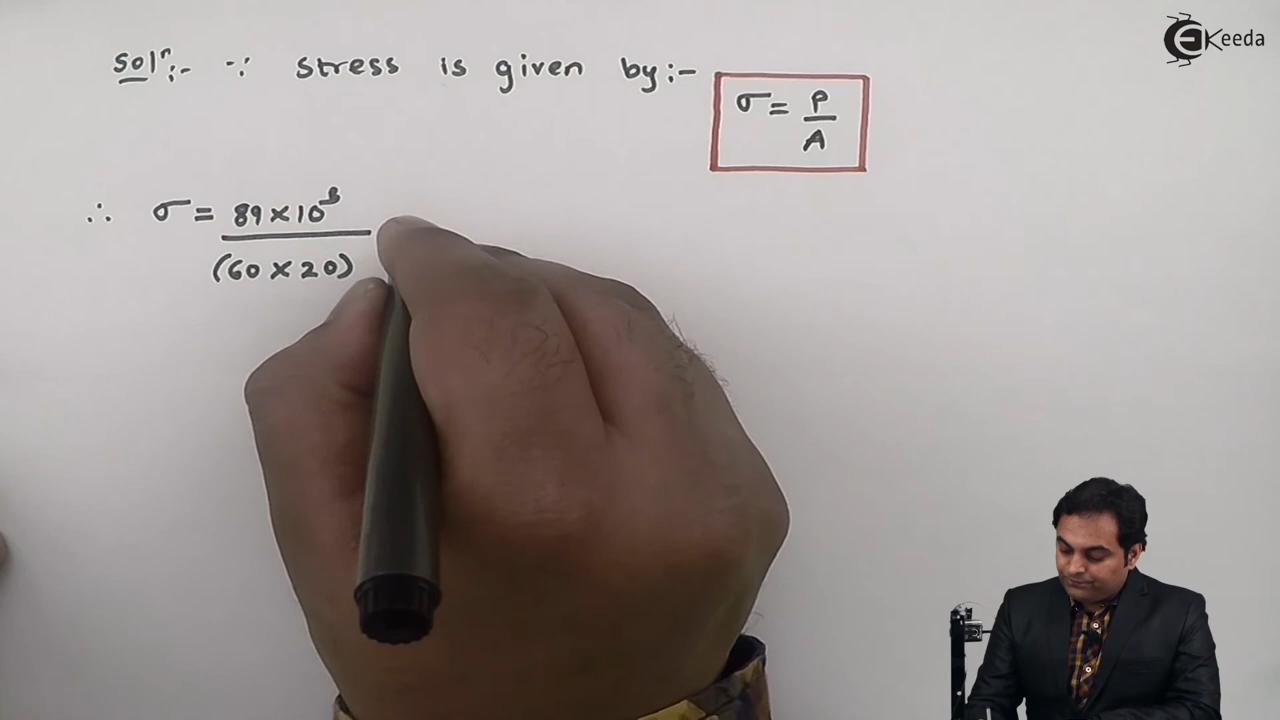 Ekeeda
Solⁿ:- ∵ stress is given by:- σ = P/A
∴ σ = 89×10³/(60×20)